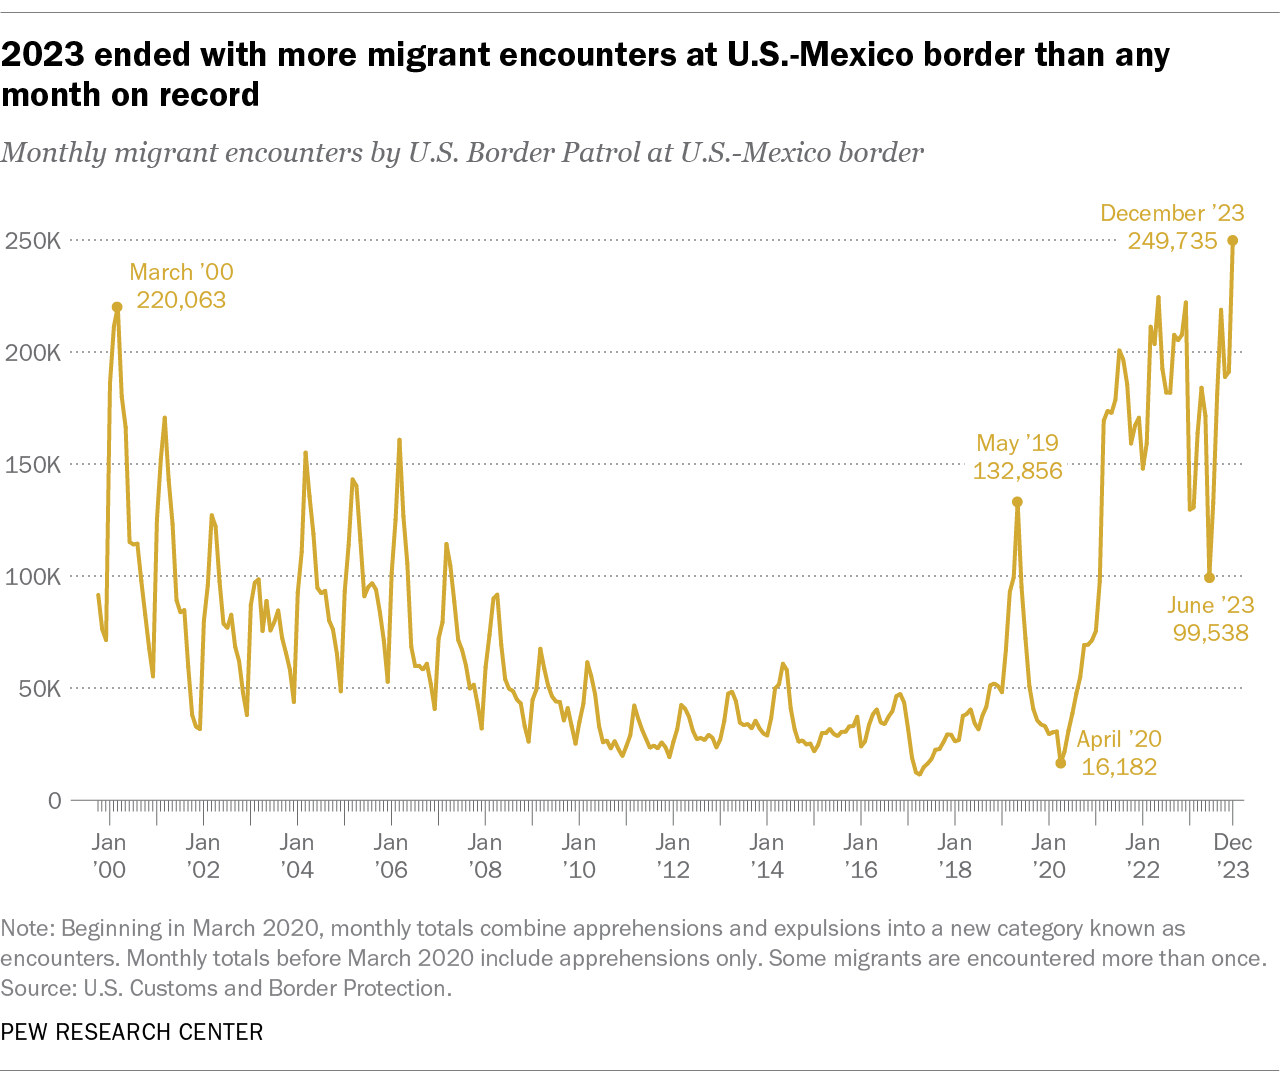 2023 ended with more migrant encounters at U.S.-Mexico border than any
month on record
Monthly migrant encounters by U.S. Border Patrol at U.S.-Mexico border
December ’23
249,735
250K
March ’00
220,063
200K
May ’19
132,856
150K
100K
June ’23
99,538
50K
April ’20
16,182
0
Jan ’00
Jan ’02
Jan ’04
Jan ’06
Jan ’08
Jan ’10
Jan ’12
Jan ’14
Jan ’16
Jan ’18
Jan ’20
Jan ’22
Dec ’23
Note: Beginning in March 2020, monthly totals combine apprehensions and expulsions into a new category known as
encounters. Monthly totals before March 2020 include apprehensions only. Some migrants are encountered more than once.
Source: U.S. Customs and Border Protection.
PEW RESEARCH CENTER